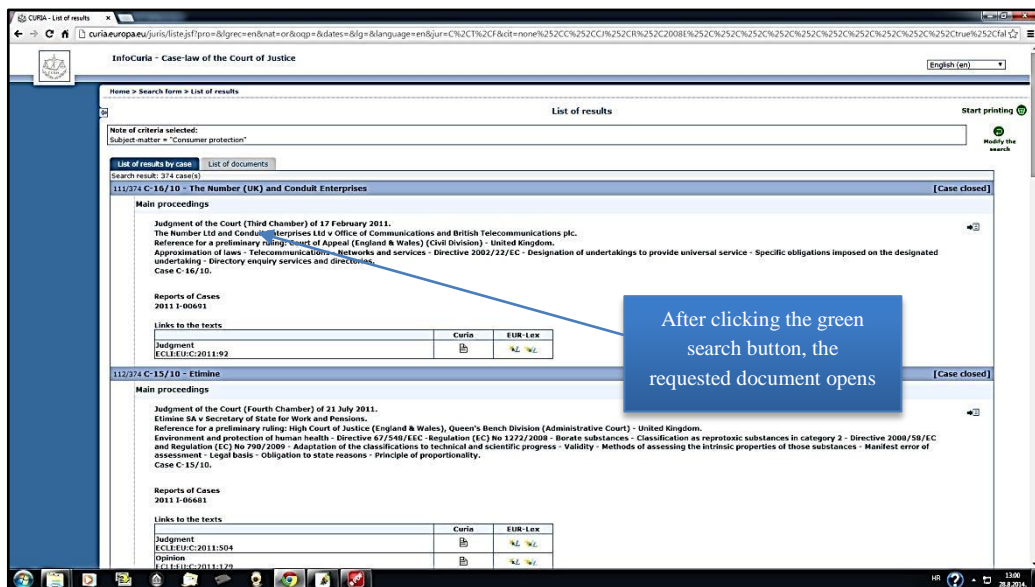 CURIA - List of results
curia.europa.eu/juris/liste.jsf?pro=&lgrec=en&nat=or&oqp=&dates=&lg=&language=en&jur=C%2CT%2CF&cit=none%252CC%252CCJ%252CR%252C2008E%252C%252C%252C%252C%252C%252C%252C%252C%252C%252Ctrue%252Cfal
InfoCuria - Case-law of the Court of Justice
English (en)
Home > Search form > List of results
List of results
Start printing
Note of criteria selected:
Subject-matter = "Consumer protection"
Modify the
search
List of results by case
List of documents
Search result: 374 case(s)
111/374 C-16/10 - The Number (UK) and Conduit Enterprises
[Case closed]
Main proceedings
Judgment of the Court (Third Chamber) of 17 February 2011.
The Number Ltd and Conduit Enterprises Ltd v Office of Communications and British Telecommunications plc.
Reference for a preliminary ruling: Court of Appeal (England & Wales) (Civil Division) - United Kingdom.
Approximation of laws - Telecommunications - Networks and services - Directive 2002/22/EC - Designation of undertakings to provide universal service - Specific obligations imposed on the designated
undertaking - Directory enquiry services and directories.
Case C-16/10.
Reports of Cases
2011 I-00691
Links to the texts
Curia EUR-Lex
Judgment
ECLI:EU:C:2011:92
After clicking the green
search button, the
requested document opens
112/374 C-15/10 - Etimine
[Case closed]
Main proceedings
Judgment of the Court (Fourth Chamber) of 21 July 2011.
Etimine SA v Secretary of State for Work and Pensions.
Reference for a preliminary ruling: High Court of Justice (England & Wales), Queen's Bench Division (Administrative Court) - United Kingdom.
Environment and protection of human health - Directive 67/548/EEC -Regulation (EC) No 1272/2008 - Borate substances - Classification as reprotoxic substances in category 2 - Directive 2008/58/EC
and Regulation (EC) No 790/2009 - Adaptation of the classifications to technical and scientific progress - Validity - Methods of assessing the intrinsic properties of those substances - Manifest error of
assessment - Legal basis - Obligation to state reasons - Principle of proportionality.
Case C-15/10.
Reports of Cases
2011 I-06681
Links to the texts
Curia EUR-Lex
Judgment
ECLI:EU:C:2011:504
Opinion
ECLI:EU:C:2011:179
HR
13:00
28.8.2014.